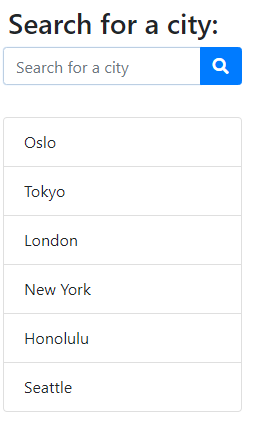 Search for a city:
Search for a city
Oslo
Tokyo
London
New York
Honolulu
Seattle